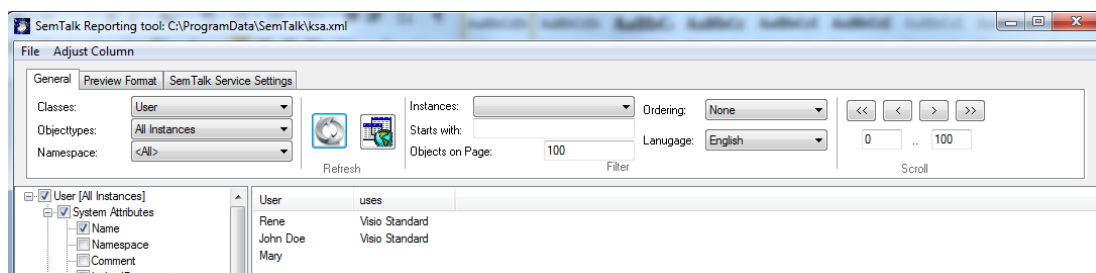 SemTalk Reporting tool: C:\ProgramData\SemTalk\ksa.xml
File Adjust Column
General Preview Format SemTalk Service Settings
Classes: User Instances: Ordering: None << < > >>
Objecttypes: All Instances Starts with: Lanugage: English 0 .. 100
Namespace: <All> Objects on Page: 100
Refresh Filter Scroll
User [All Instances] User uses
System Attributes Rene Visio Standard
Name John Doe Visio Standard
Namespace Mary
Comment